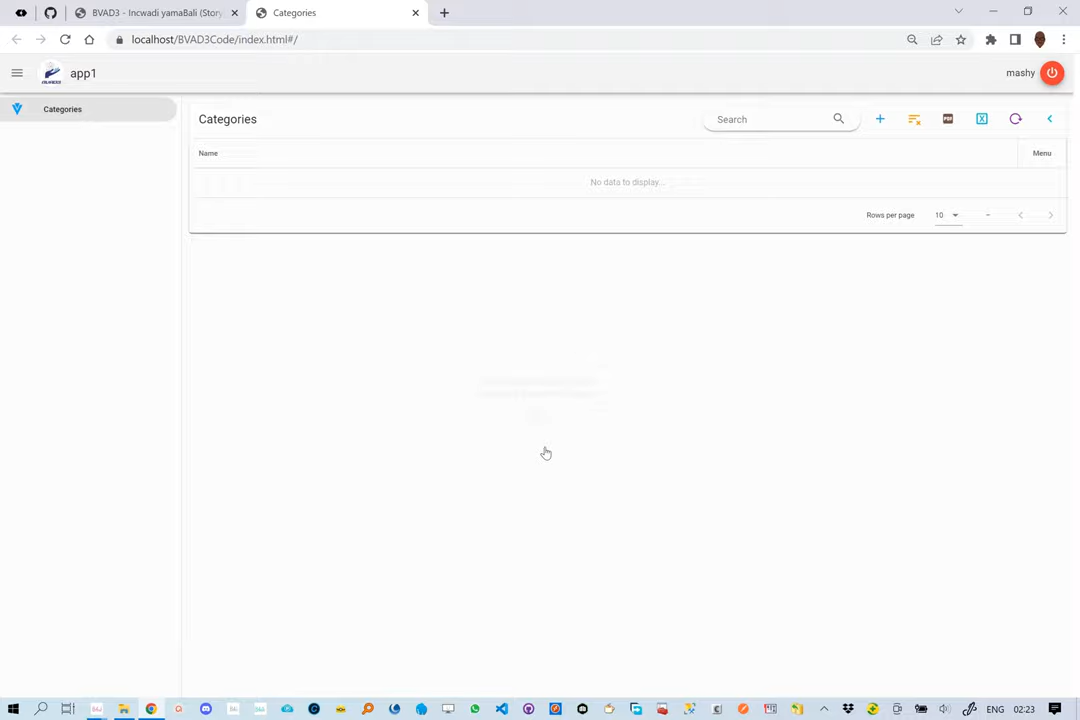 BVAD3 - Incwadi yamaBali (Story
Categories
localhost/BVAD3Code/index.html#/
app1
mashy
Categories
Categories
Search
PDF
Name
Menu
No data to display...
Rows per page
10
-
ENG
02:23